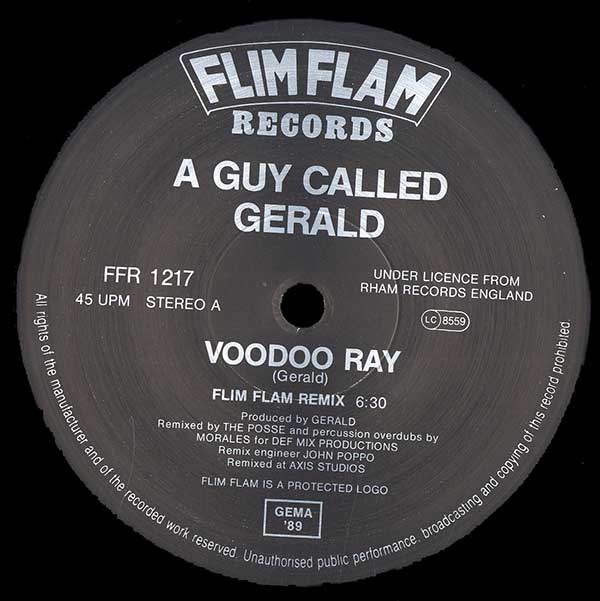 FLIM FLAM
RECORDS
A GUY CALLED
GERALD
FFR 1217
45 UPM STEREO A
UNDER LICENCE FROM
RHAM RECORDS ENGLAND
LC 8559
VOODOO RAY
(Gerald)
FLIM FLAM REMIX 6:30
Produced by GERALD
Remixed by THE POSSE and percussion overdubs by
MORALES for DEF MIX PRODUCTIONS
Remix engineer JOHN POPPO
Remixed at AXIS STUDIOS
FLIM FLAM IS A PROTECTED LOGO
GEMA
'89
All rights of the manufacturer and of the recorded work reserved. Unauthorised public performance, broadcasting and copying of this record prohibited.